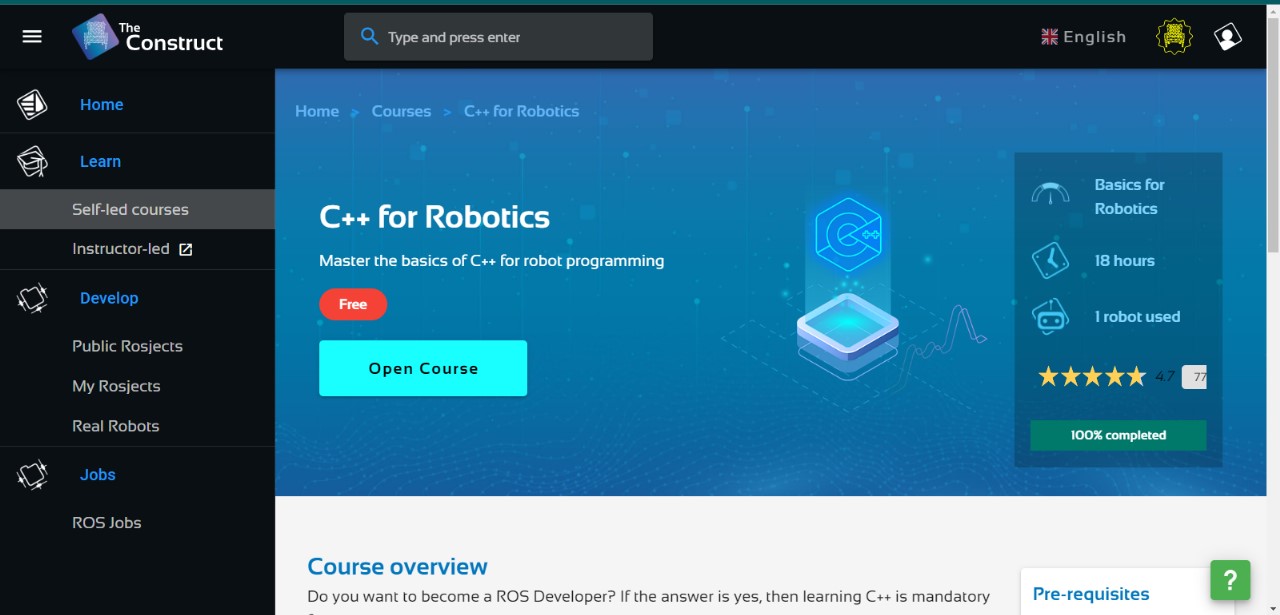 The
Construct
Type and press enter
English
Home
Learn
Self-led courses
Instructor-led
Develop
Public Rosjects
My Rosjects
Real Robots
Jobs
ROS Jobs
Home > Courses > C++ for Robotics
C++ for Robotics
Master the basics of C++ for robot programming
Free
Open Course
C++
Basics for
Robotics
18 hours
1 robot used
4.7 77
100% completed
Course overview
Do you want to become a ROS Developer? If the answer is yes, then learning C++ is mandatory
Pre-requisites
?